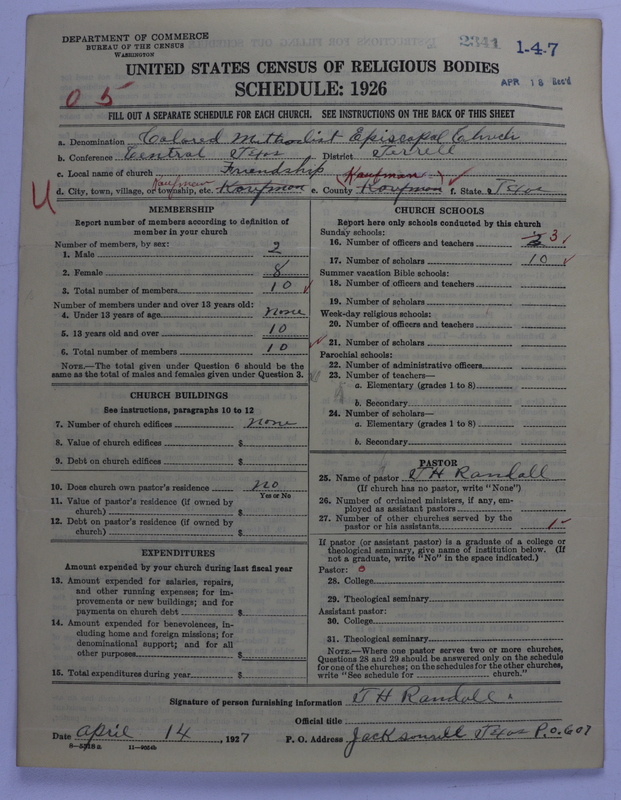 DEPARTMENT OF COMMERCE
BUREAU OF THE CENSUS
WASHINGTON
2341
1-4-7
UNITED STATES CENSUS OF RELIGIOUS BODIES
APR 18 Rec'd
SCHEDULE: 1926
0 5
FILL OUT A SEPARATE SCHEDULE FOR EACH CHURCH. SEE INSTRUCTIONS ON THE BACK OF THIS SHEET
a. Denomination Colored Methodist Episcopal Church
b. Conference Central Texas District Terrell
c. Local name of church Friendship (Kaufman)
d. City, town, village, or township, etc. Kaufman Kaufman e. County Kaufman f. State Texas
MEMBERSHIP
Report number of members according to definition of
member in your church
Number of members, by sex:
1. Male 2
2. Female 8
3. Total number of members 10
Number of members under and over 13 years old:
4. Under 13 years of age none
5. 13 years old and over 10
6. Total number of members 10
NOTE.—The total given under Question 6 should be
same as the total of males and females given under Question 3.
CHURCH BUILDINGS
See instructions, paragraphs 10 to 12
7. Number of church edifices none
8. Value of church edifices $
9. Debt on church edifices $
10. Does church own pastor's residence no
Yes or No
11. Value of pastor's residence (if owned by
church) $
12. Debt on pastor's residence (if owned by
church) $
EXPENDITURES
Amount expended by your church during last fiscal year
13. Amount expended for salaries, repairs,
and other running expenses; for im-
provements or new buildings; and for
payments on church debt $
14. Amount expended for benevolences, in-
cluding home and foreign missions; for
denominational support; and for all
other purposes $
15. Total expenditures during year $
CHURCH SCHOOLS
Report here only schools conducted by this church
Sunday schools:
16. Number of officers and teachers 3
17. Number of scholars 10
Summer vacation Bible schools:
18. Number of officers and teachers
19. Number of scholars
Week-day religious schools:
20. Number of officers and teachers
21. Number of scholars
Parochial schools:
22. Number of administrative officers
23. Number of teachers—
a. Elementary (grades 1 to 8)
b. Secondary
24. Number of scholars—
a. Elementary (grades 1 to 8)
b. Secondary
PASTOR
25. Name of pastor J H Randall
(If church has no pastor, write "None")
26. Number of ordained ministers, if any, em-
ployed as assistant pastors
27. Number of other churches served by the
pastor or his assistants 1
If pastor (or assistant pastor) is a graduate of a college or
theological seminary, give name of institution below. (If
not a graduate, write "No" in the space indicated.)
Pastor: 0
28. College
29. Theological seminary
Assistant pastor:
30. College
31. Theological seminary
NOTE.—Where one pastor serves two or more churches,
Questions 28 and 29 should be answered only on the schedule
for one of the churches; on the schedules for the other churches,
write "See schedule for church."
Signature of person furnishing information J H Randall
Official title
Date april 14, 1927 P. O. Address Jacksonvill Texas P.O. 607
8—5318 a 11—9064b